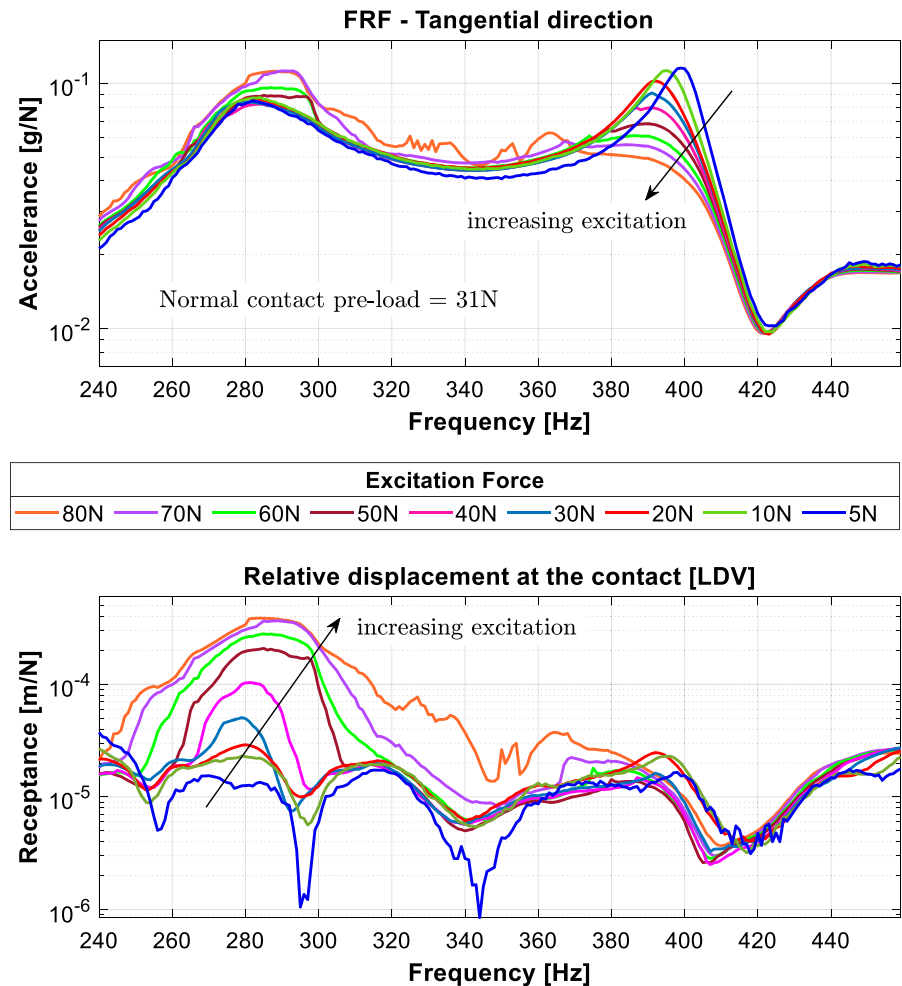 FRF - Tangential direction
Accelerance [g/N]
10-1
10-2
increasing excitation
Normal contact pre-load = 31N
240 260 280 300 320 340 360 380 400 420 440
Frequency [Hz]
Excitation Force
80N 70N 60N 50N 40N 30N 20N 10N 5N
Relative displacement at the contact [LDV]
Receptance [m/N]
increasing excitation
10-4
10-5
10-6
240 260 280 300 320 340 360 380 400 420 440
Frequency [Hz]